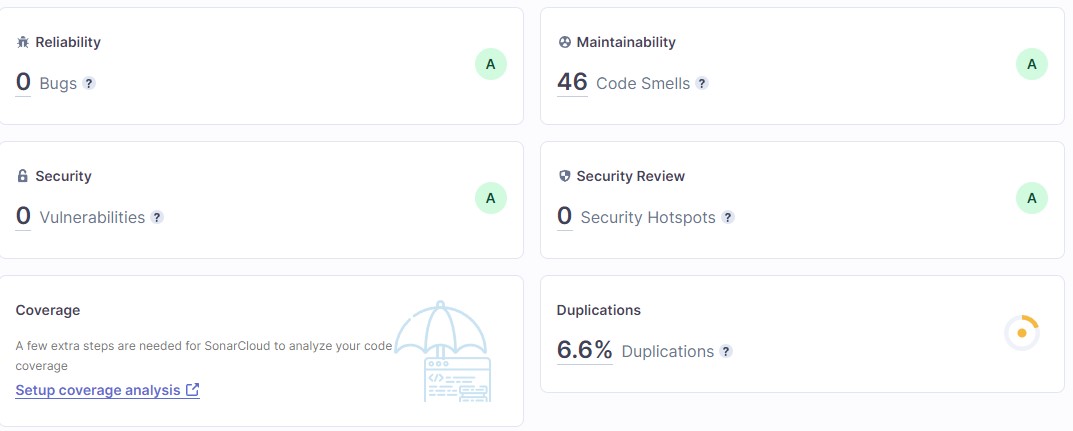 Reliability
A
0 Bugs ?
Maintainability
A
46 Code Smells ?
Security
A
0 Vulnerabilities ?
Security Review
A
0 Security Hotspots ?
Coverage
A few extra steps are needed for SonarCloud to analyze your code
coverage
Setup coverage analysis
</>
Duplications
6.6% Duplications ?